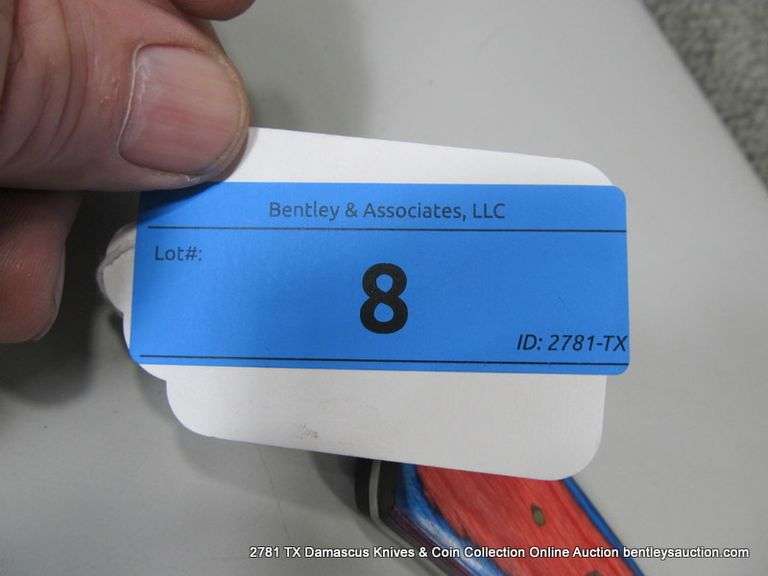 Bentley & Associates, LLC
Lot#:
8
ID: 2781-TX
2781 TX Damascus Knives & Coin Collection Online Auction bentleysauction.com